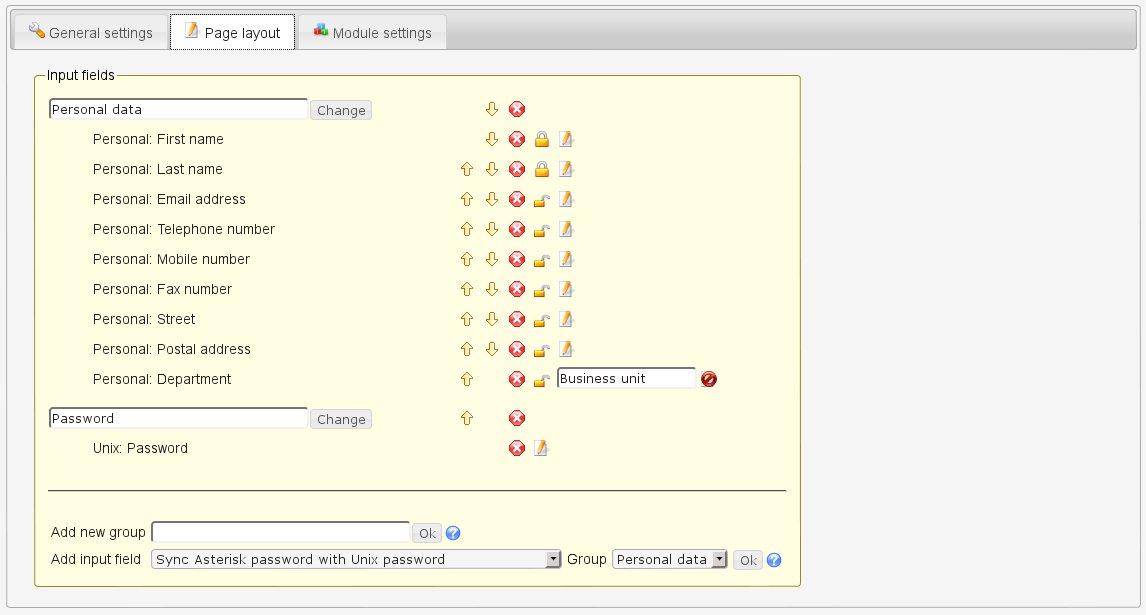 General settings Page layout Module settings
Input fields
Personal data Change
Personal: First name
Personal: Last name
Personal: Email address
Personal: Telephone number
Personal: Mobile number
Personal: Fax number
Personal: Street
Personal: Postal address
Personal: Department Business unit
Password Change
Unix: Password
Add new group Ok ?
Add input field Sync Asterisk password with Unix password Group Personal data Ok ?